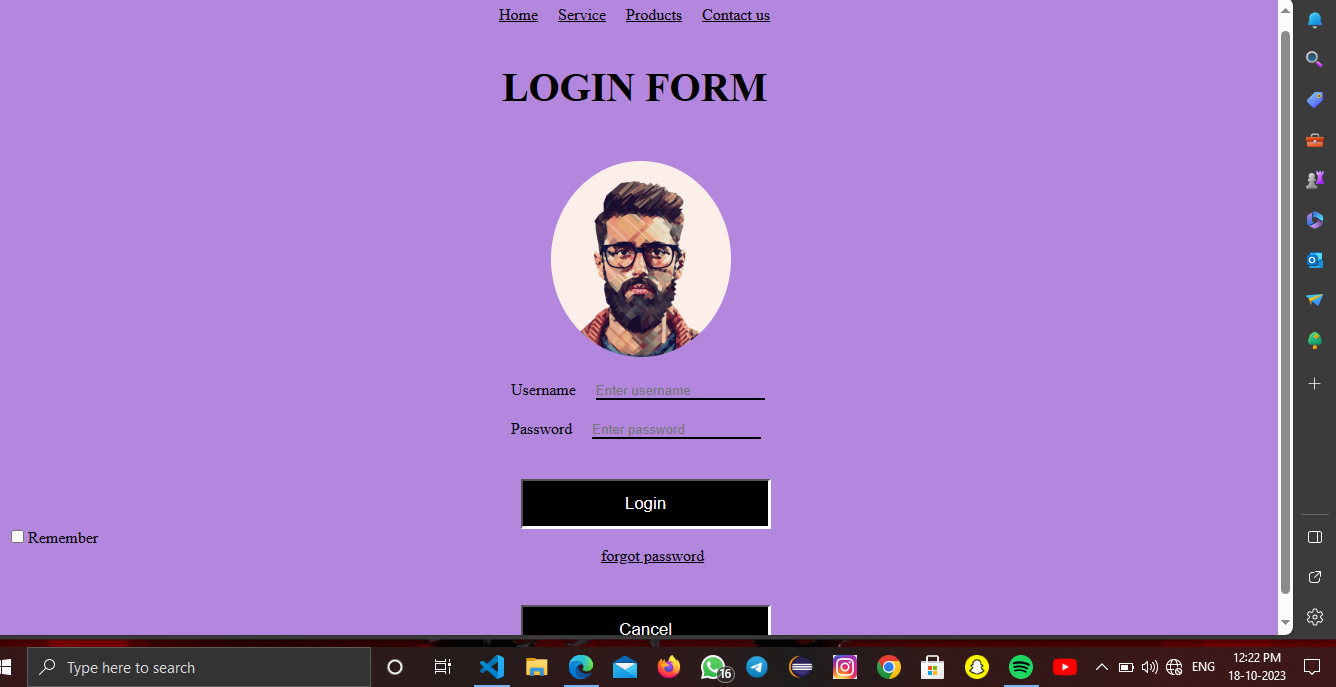 Home Service Products Contact us
LOGIN FORM
Username Enter username
Password Enter password
Login
Remember
forgot password
Cancel
Type here to search
16
ENG
12:22 PM
18-10-2023